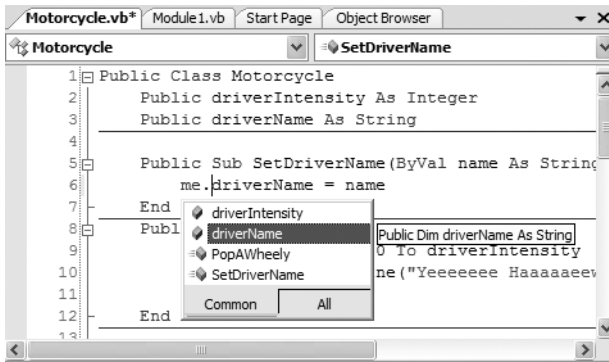 Motorcycle.vb* Module1.vb Start Page Object Browser
Motorcycle SetDriverName
1 Public Class Motorcycle
2 Public driverIntensity As Integer
3 Public driverName As String
4
5 Public Sub SetDriverName(ByVal name As String
6 me.driverName = name
7 End
8 Publ
driverIntensity
driverName
PopAWheely
SetDriverName
Common All
Public Dim driverName As String
9 0 To driverIntensity
10 ne("Yeeeeeee Haaaaaeew
11
12 End
13